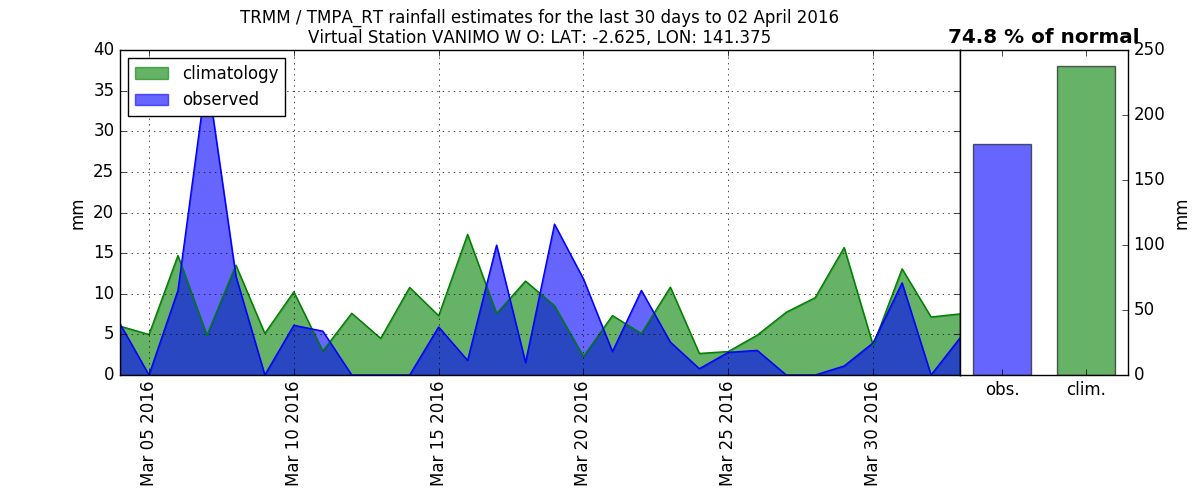 TRMM / TMPA_RT rainfall estimates for the last 30 days to 02 April 2016
Virtual Station VANIMO W O: LAT: -2.625, LON: 141.375
74.8 % of normal
climatology
observed
mm
40
35
30
25
20
15
10
5
0
Mar 05 2016
Mar 10 2016
Mar 15 2016
Mar 20 2016
Mar 25 2016
Mar 30 2016
250
200
150
100
50
0
mm
obs.
clim.